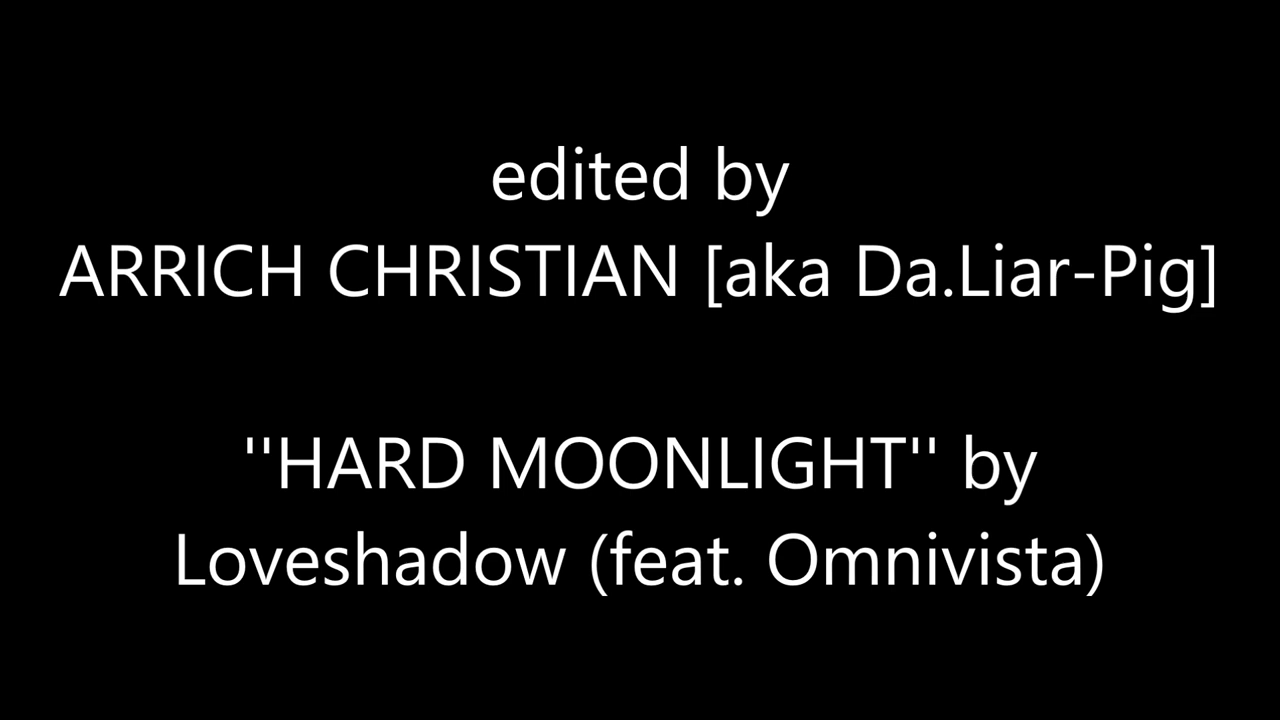 edited by
ARRICH CHRISTIAN [aka Da.Liar-Pig]
''HARD MOONLIGHT'' by
Loveshadow (feat. Omnivista)